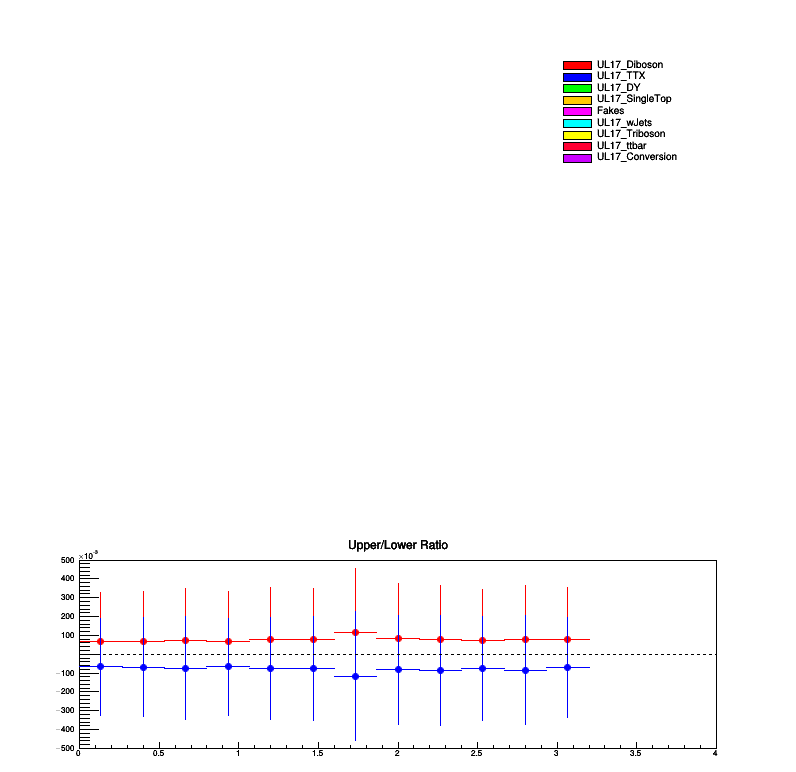 UL17_Diboson
UL17_TTX
UL17_DY
UL17_SingleTop
Fakes
UL17_wJets
UL17_Triboson
UL17_ttbar
UL17_Conversion
Upper/Lower Ratio
×10⁻³
500
400
300
200
100
−100
−200
−300
−400
−500
0 0.5 1 1.5 2 2.5 3 3.5 4